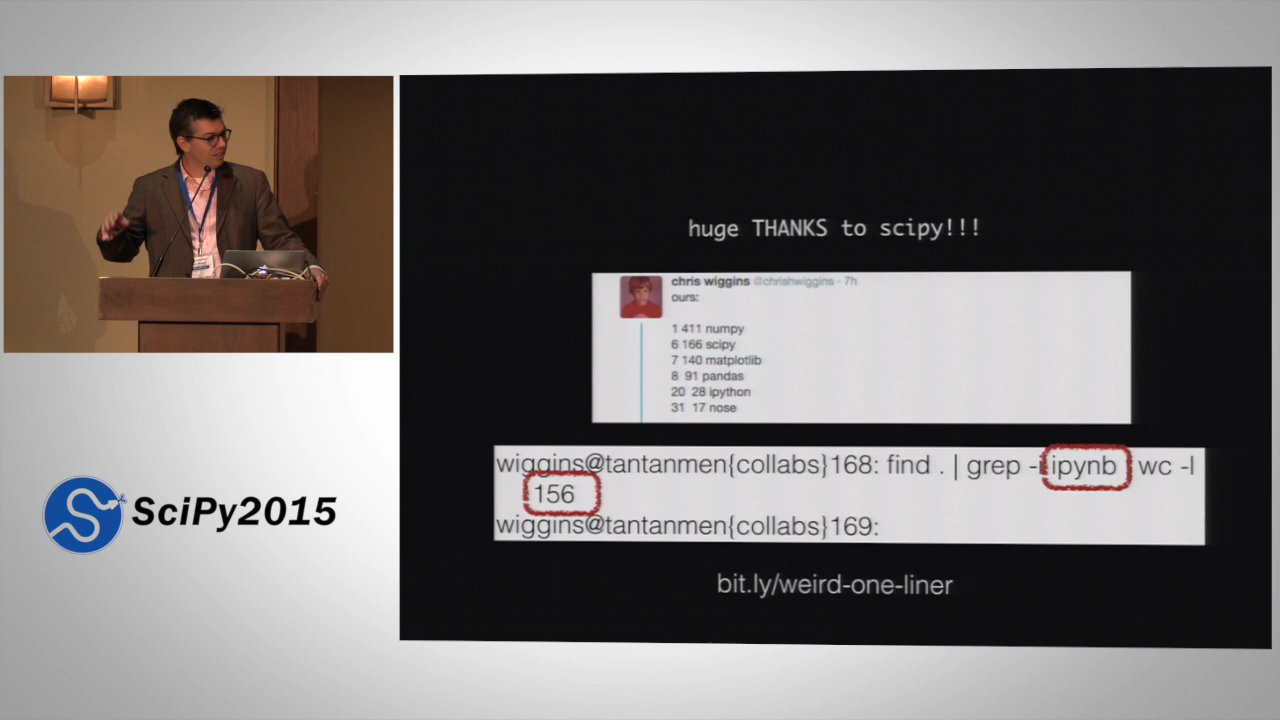 huge THANKS to scipy!!!
chris wiggins @chrishwiggins · 7h
ours:
1 411 numpy
6 166 scipy
7 140 matplotlib
8 91 pandas
20 28 ipython
31 17 nose
wiggins@tantanmen{collabs}168: find . | grep -i ipynb wc -l
156
wiggins@tantanmen{collabs}169:
bit.ly/weird-one-liner
SciPy2015